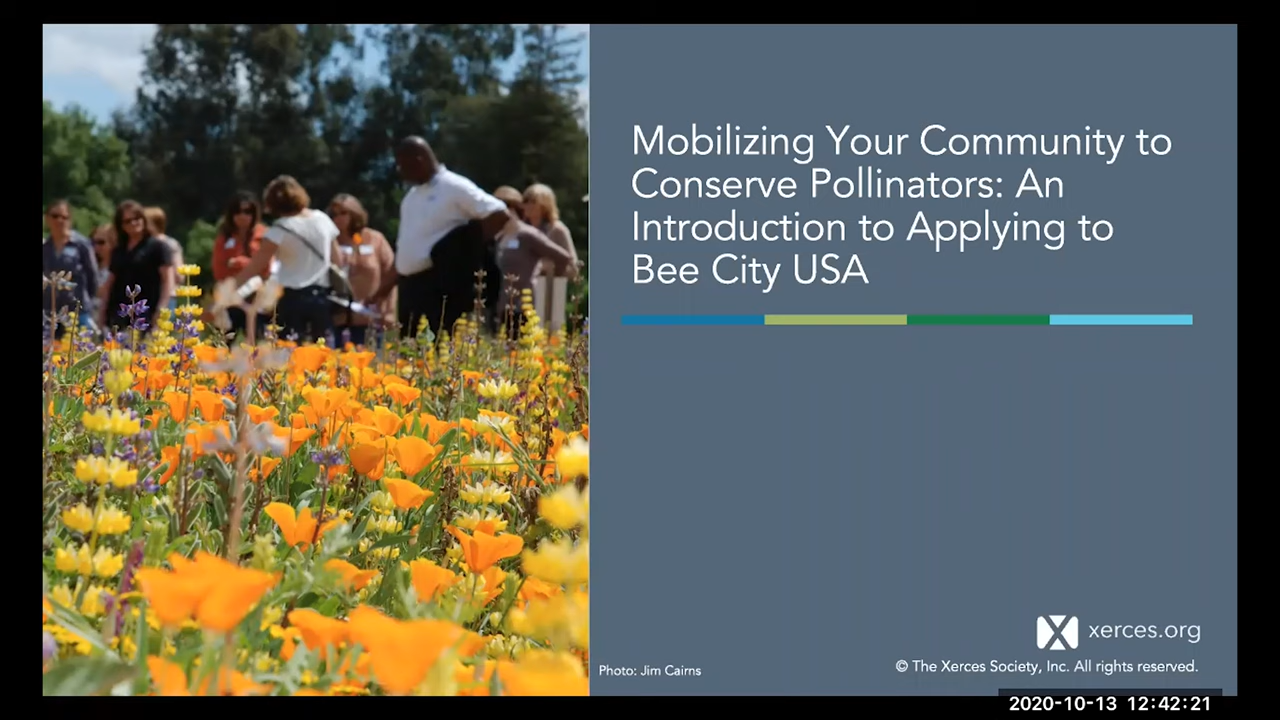 Mobilizing Your Community to
Conserve Pollinators: An
Introduction to Applying to
Bee City USA
xerces.org
Photo: Jim Cairns
© The Xerces Society, Inc. All rights reserved.
2020-10-13 12:42:21